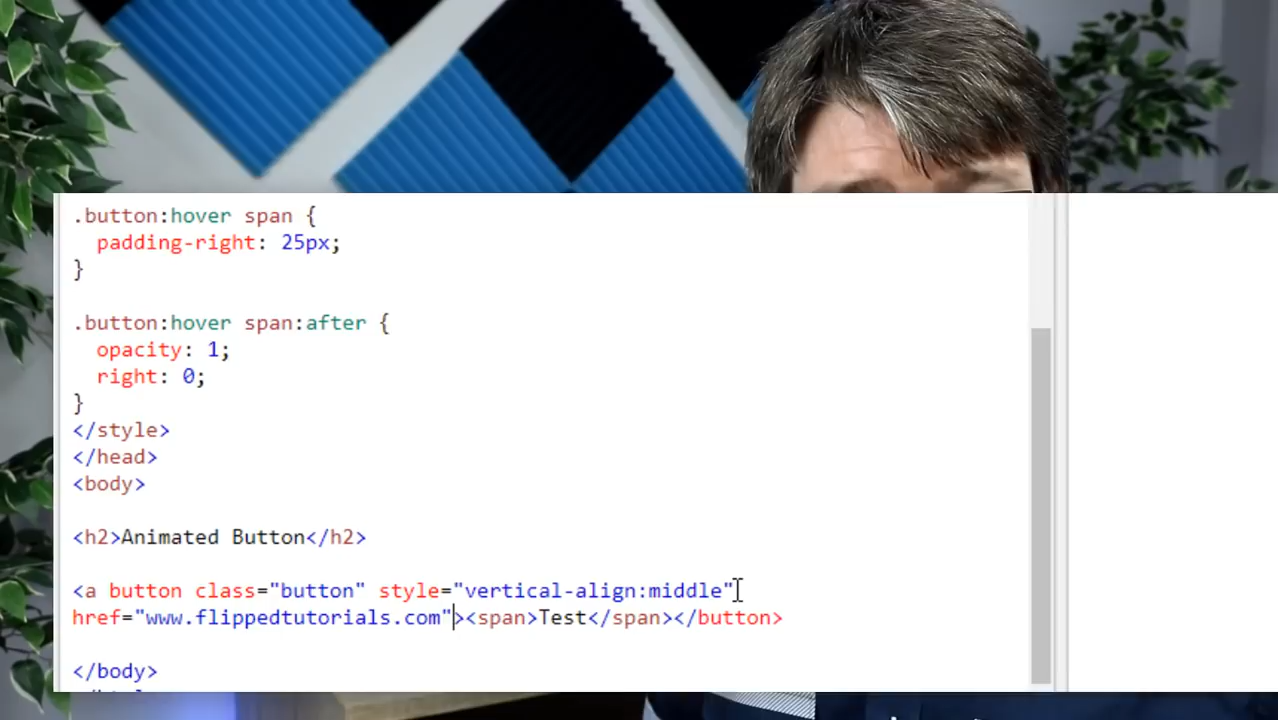 .button:hover span {
  padding-right: 25px;
}
.button:hover span:after {
  opacity: 1;
  right: 0;
}
</style>
</head>
<body>
<h2>Animated Button</h2>
<a button class="button" style="vertical-align:middle"
href="www.flippedtutorials.com"><span>Test</span></button>
</body>